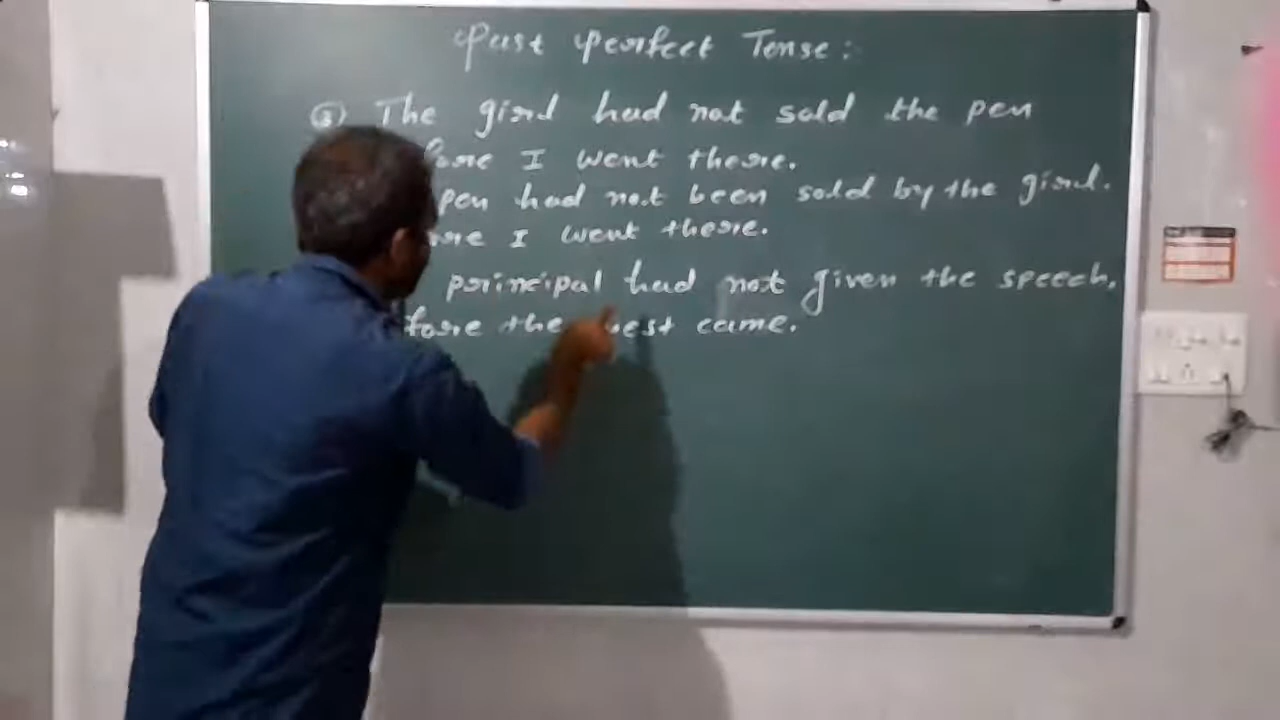 Past Perfect Tense:
The girl had not sold the pen
I went there.
pen had not been sold by the girl.
I went there.
principal had not given the speech.
the came.